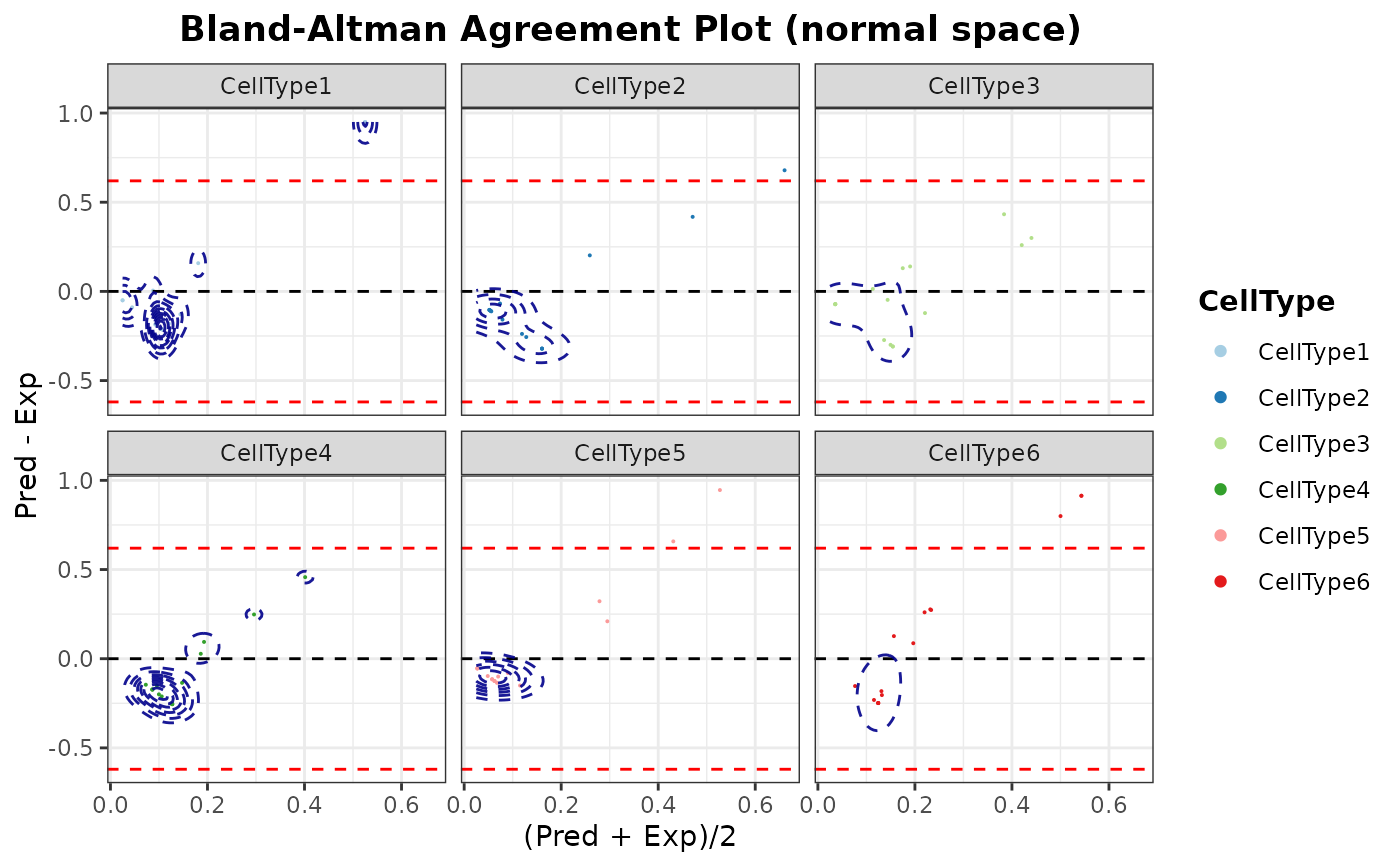 Bland-Altman Agreement Plot (normal space)
CellType1 CellType2 CellType3
1.0
0.5
0.0
-0.5
CellType4 CellType5 CellType6
1.0
0.5
0.0
-0.5
0.0 0.2 0.4 0.6 0.0 0.2 0.4 0.6 0.0 0.2 0.4 0.6
(Pred + Exp)/2
Pred - Exp
CellType
CellType1
CellType2
CellType3
CellType4
CellType5
CellType6